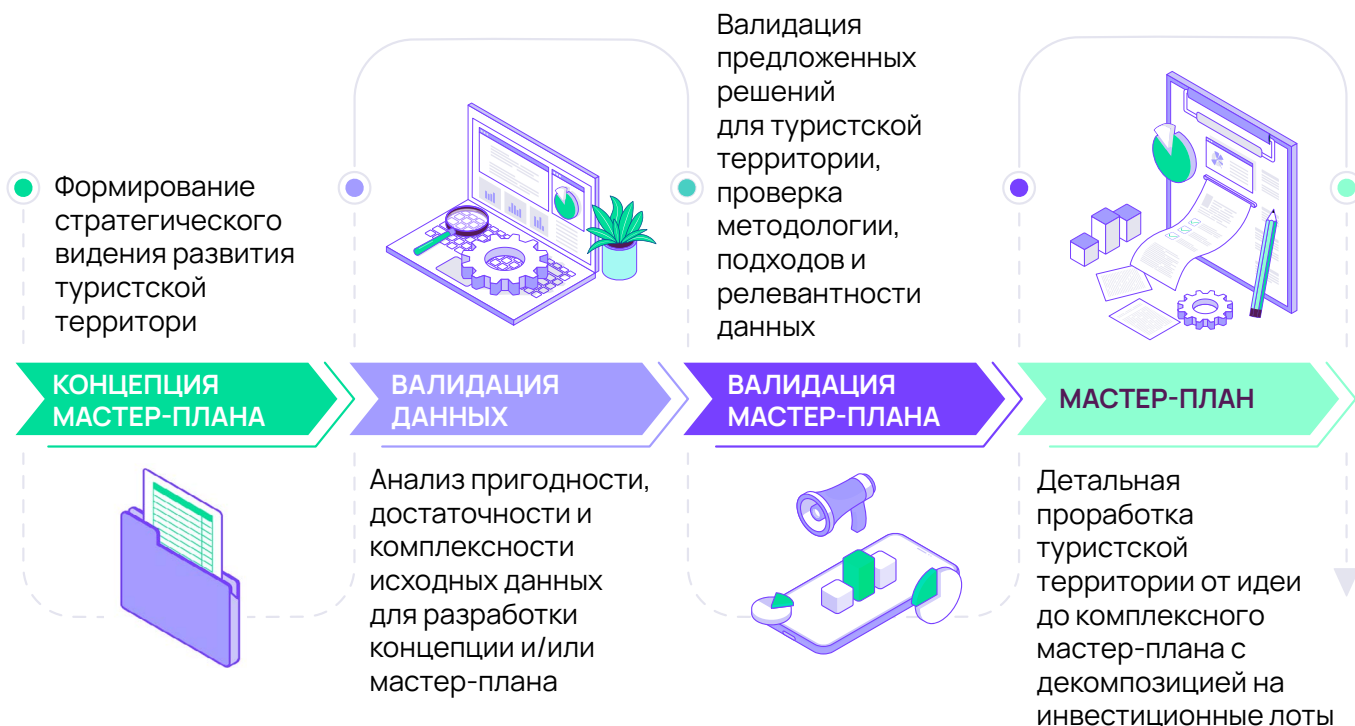 Формирование
стратегического
видения развития
туристской
территори
КОНЦЕПЦИЯ
МАСТЕР-ПЛАНА
ВАЛИДАЦИЯ
ДАННЫХ
Анализ пригодности,
достаточности и
комплексности
исходных данных
для разработки
концепции и/или
мастер-плана
Валидация
предложенных
решений
для туристской
территории,
проверка
методологии,
подходов и
релевантности
данных
ВАЛИДАЦИЯ
МАСТЕР-ПЛАНА
МАСТЕР-ПЛАН
Детальная
проработка
туристской
территории от идеи
до комплексного
мастер-плана с
декомпозицией на
инвестиционные лоты